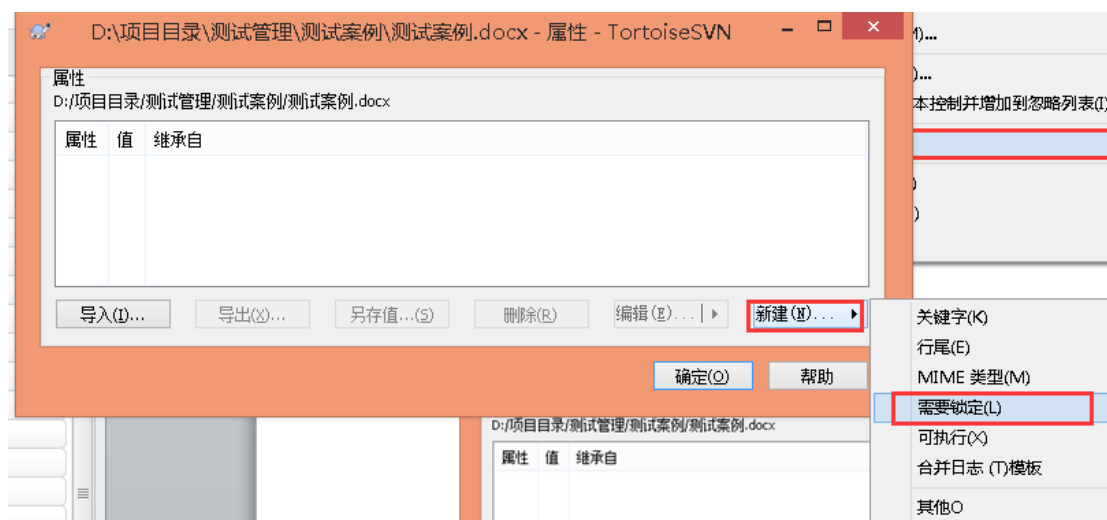 D:\项目目录\测试管理\测试案例\测试案例.docx - 属性 - TortoiseSVN
)...
)...
本控制并增加到忽略列表(I)
属性
D:/项目目录/测试管理/测试案例/测试案例.docx
属性 值 继承自
导入(I)... 导出(X)... 另存值...(S) 删除(R) 编辑(E)... 新建(N)...
确定(O) 帮助
关键字(K)
行尾(E)
MIME 类型(M)
需要锁定(L)
可执行(X)
合并日志 (T)模板
其他O
D:/项目目录/测试管理/测试案例/测试案例.docx
属性 值 继承自